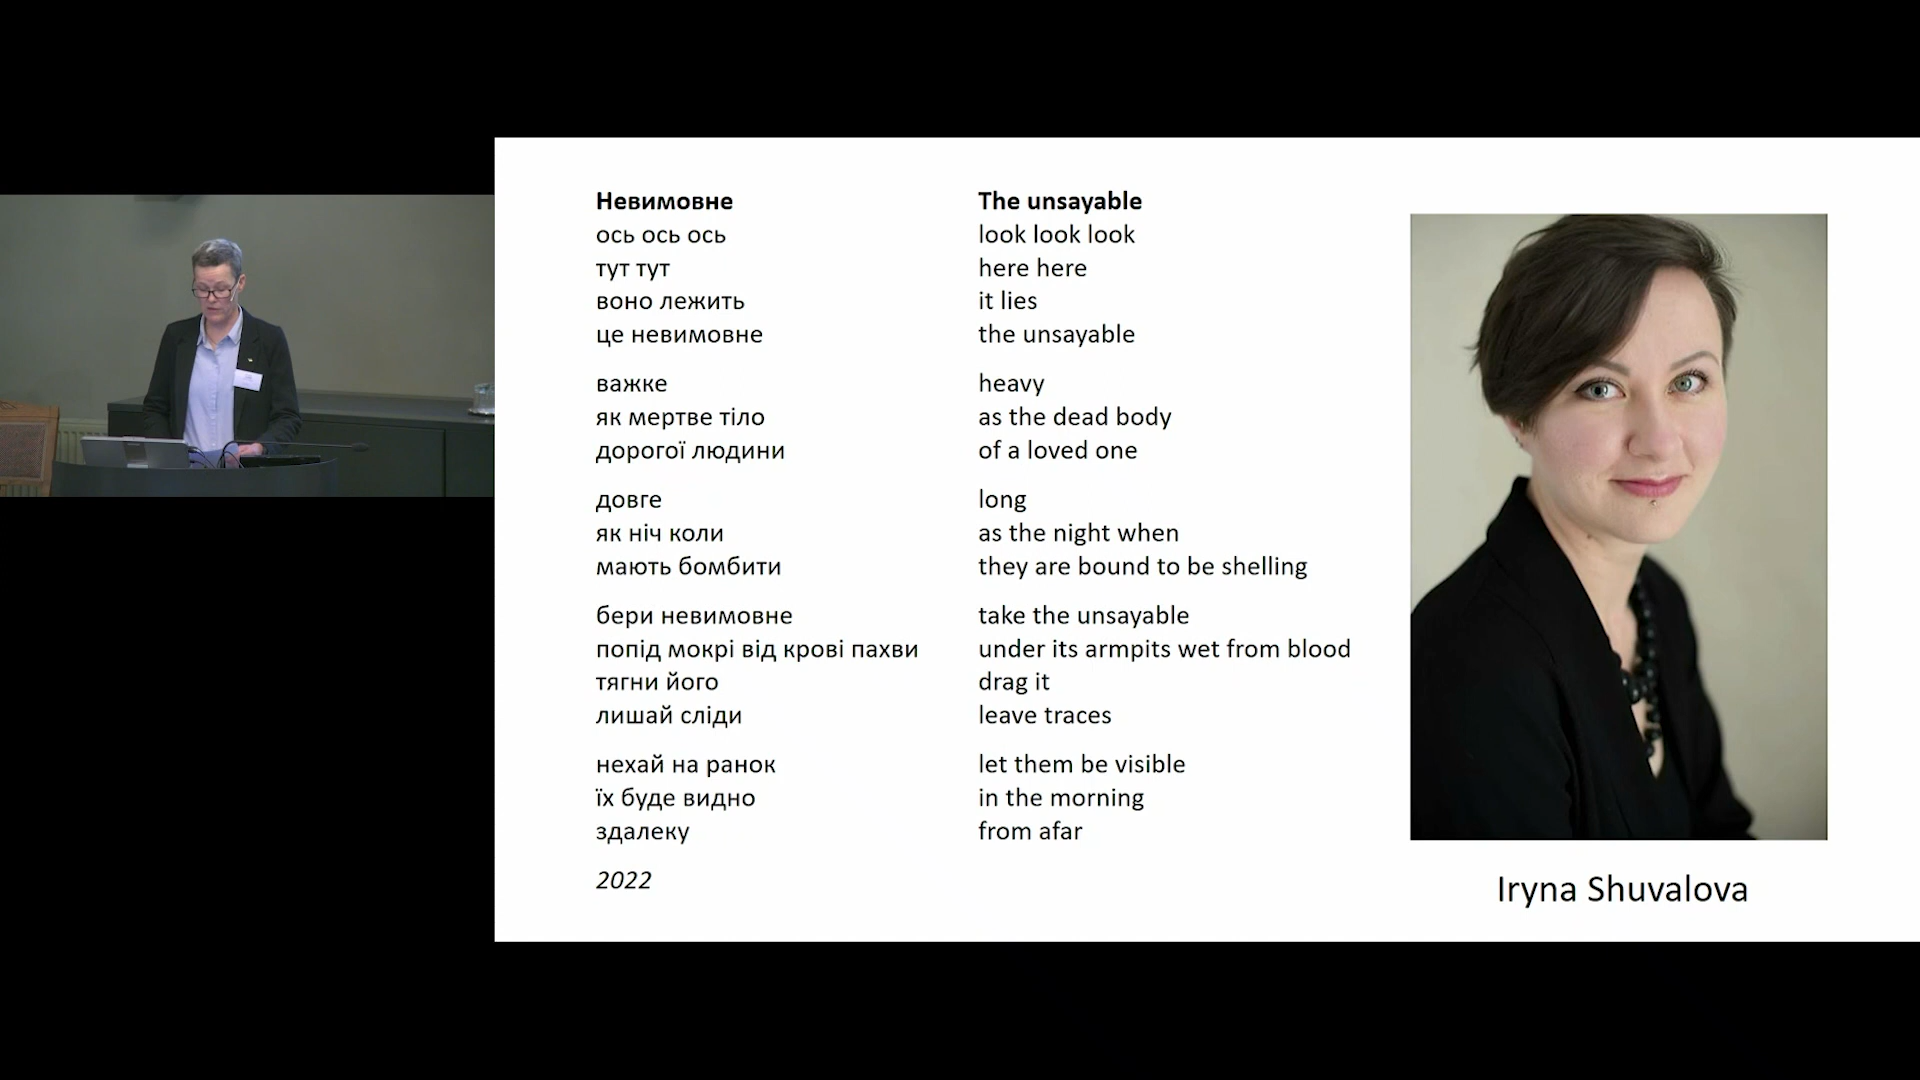 Невимовне
ось ось ось
тут тут
воно лежить
це невимовне
важке
як мертве тіло
дорогої людини
довге
як ніч коли
мають бомбити
бери невимовне
попід мокрі від крові пахви
тягни його
лишай сліди
нехай на ранок
їх буде видно
здалеку
2022
The unsayable
look look look
here here
it lies
the unsayable
heavy
as the dead body
of a loved one
long
as the night when
they are bound to be shelling
take the unsayable
under its armpits wet from blood
drag it
leave traces
let them be visible
in the morning
from afar
Iryna Shuvalova